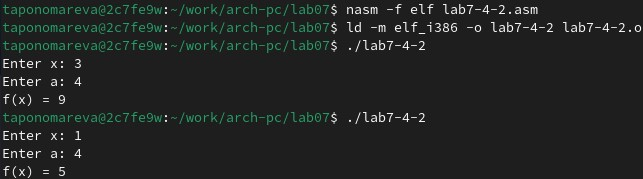 taponomareva@2c7fe9w:~/work/arch-pc/lab07$ nasm -f elf lab7-4-2.asm
taponomareva@2c7fe9w:~/work/arch-pc/lab07$ ld -m elf_i386 -o lab7-4-2 lab7-4-2.o
taponomareva@2c7fe9w:~/work/arch-pc/lab07$ ./lab7-4-2
Enter x: 3
Enter a: 4
f(x) = 9
taponomareva@2c7fe9w:~/work/arch-pc/lab07$ ./lab7-4-2
Enter x: 1
Enter a: 4
f(x) = 5